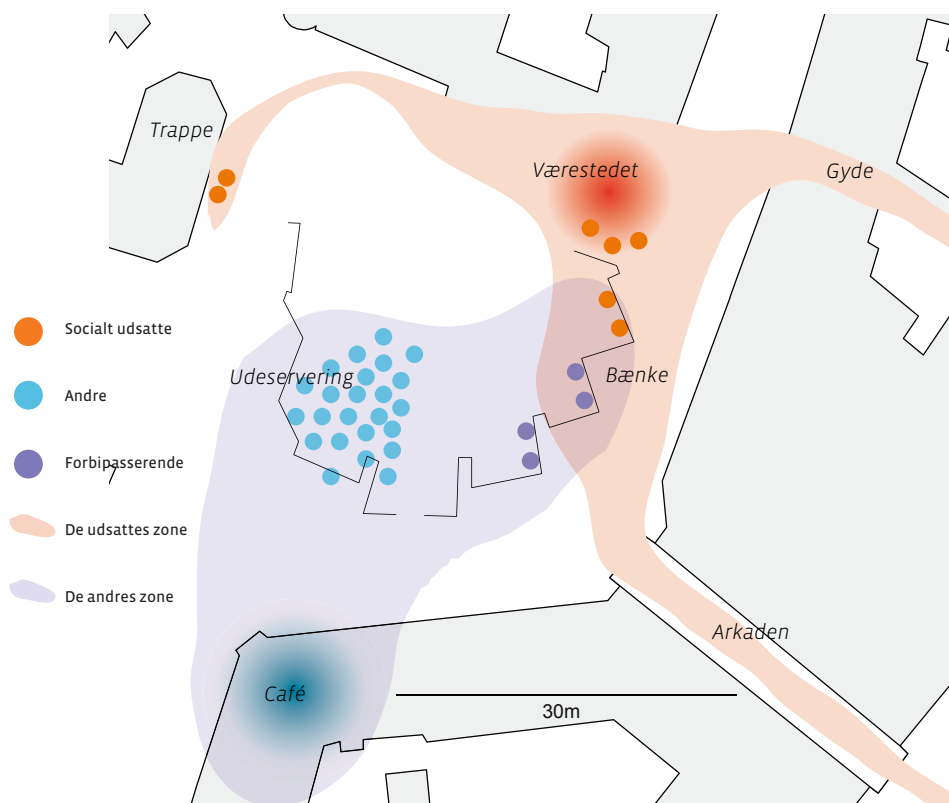 Trappe
Værestedet
Gyde
Socialt udsatte
Udeservering
Bænke
Andre
Forbipasserende
De udsattes zone
De andres zone
Arkaden
Café
30m